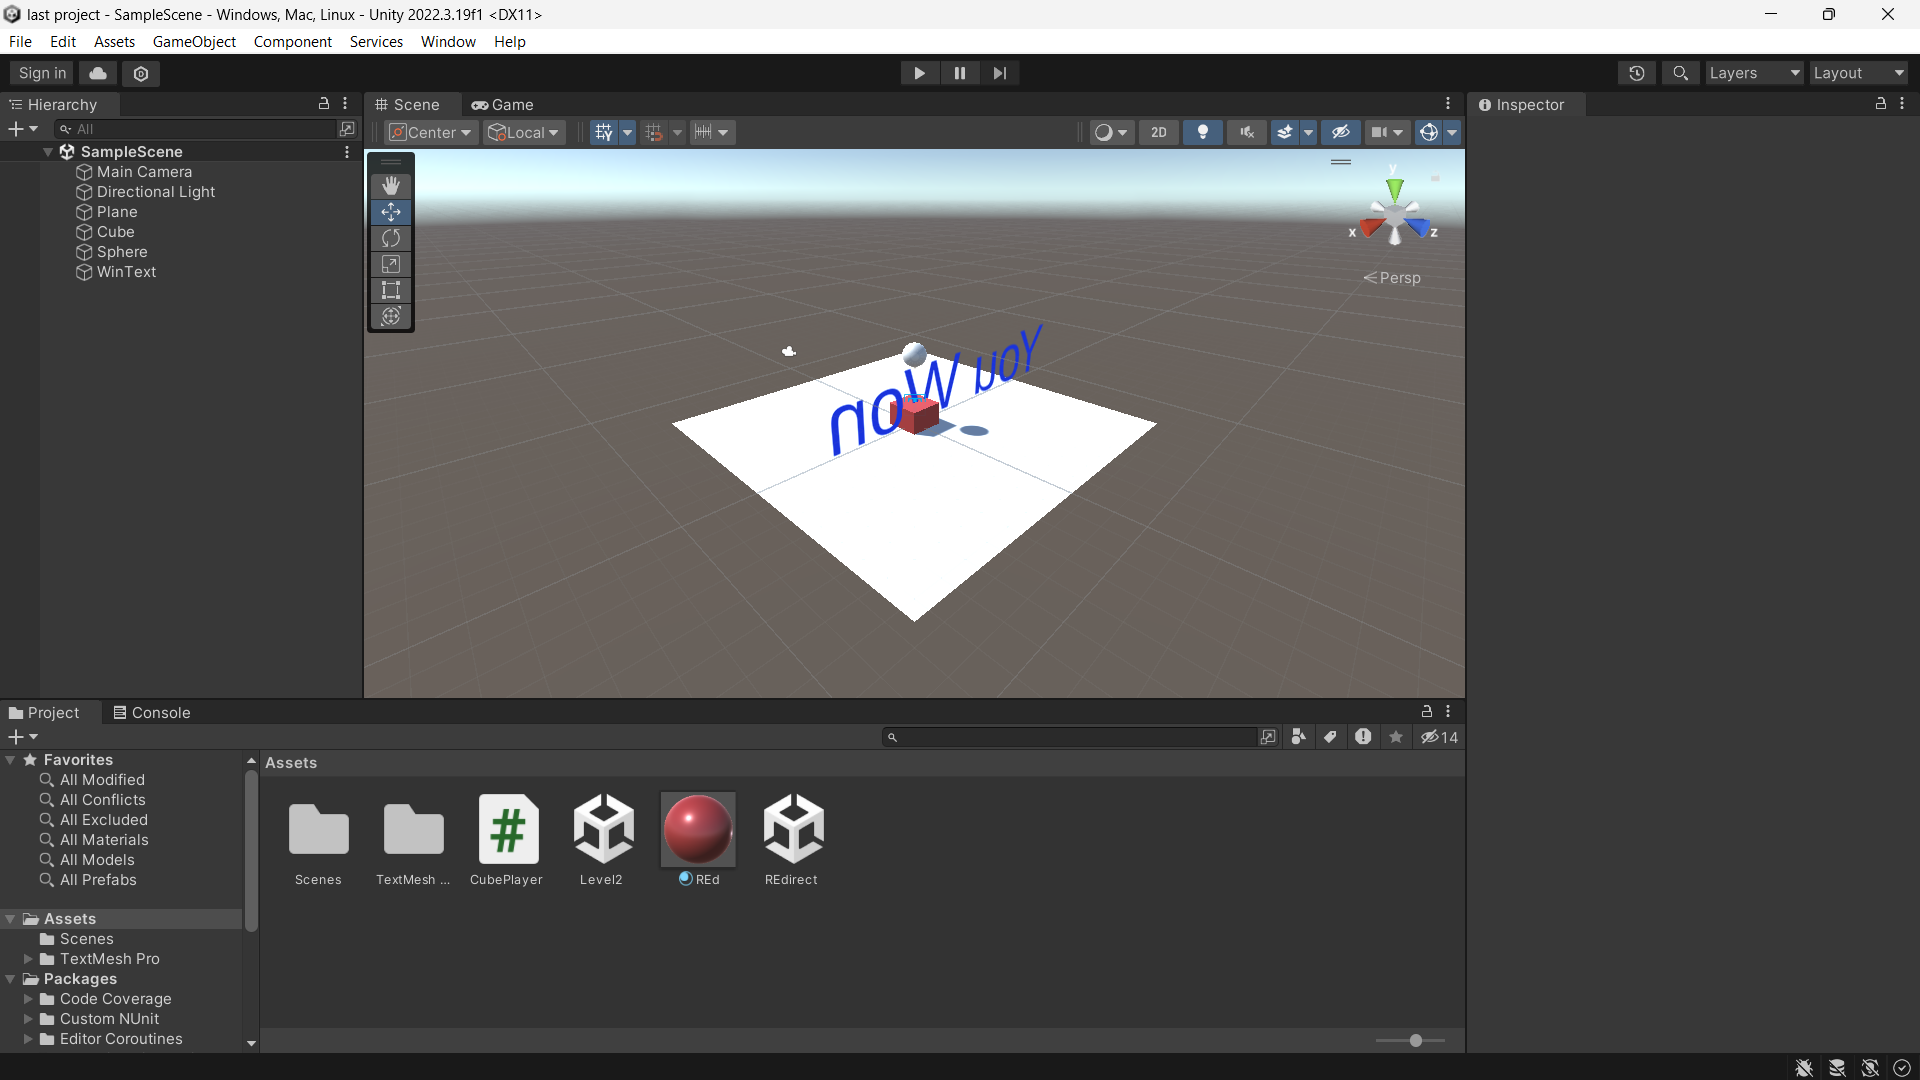 last project - SampleScene - Windows, Mac, Linux - Unity 2022.3.19f1 <DX11>
File Edit Assets GameObject Component Services Window Help
Sign in
Layers
Layout
Hierarchy
All
SampleScene
Main Camera
Directional Light
Plane
Cube
Sphere
WinText
Scene
Game
Center
Local
2D
y
x
z
Persp
You Won
Inspector
Project
Console
14
Favorites
All Modified
All Conflicts
All Excluded
All Materials
All Models
All Prefabs
Assets
Scenes
TextMesh Pro
Packages
Code Coverage
Custom NUnit
Editor Coroutines
Assets
Scenes
TextMesh ...
CubePlayer
Level2
REd
REdirect